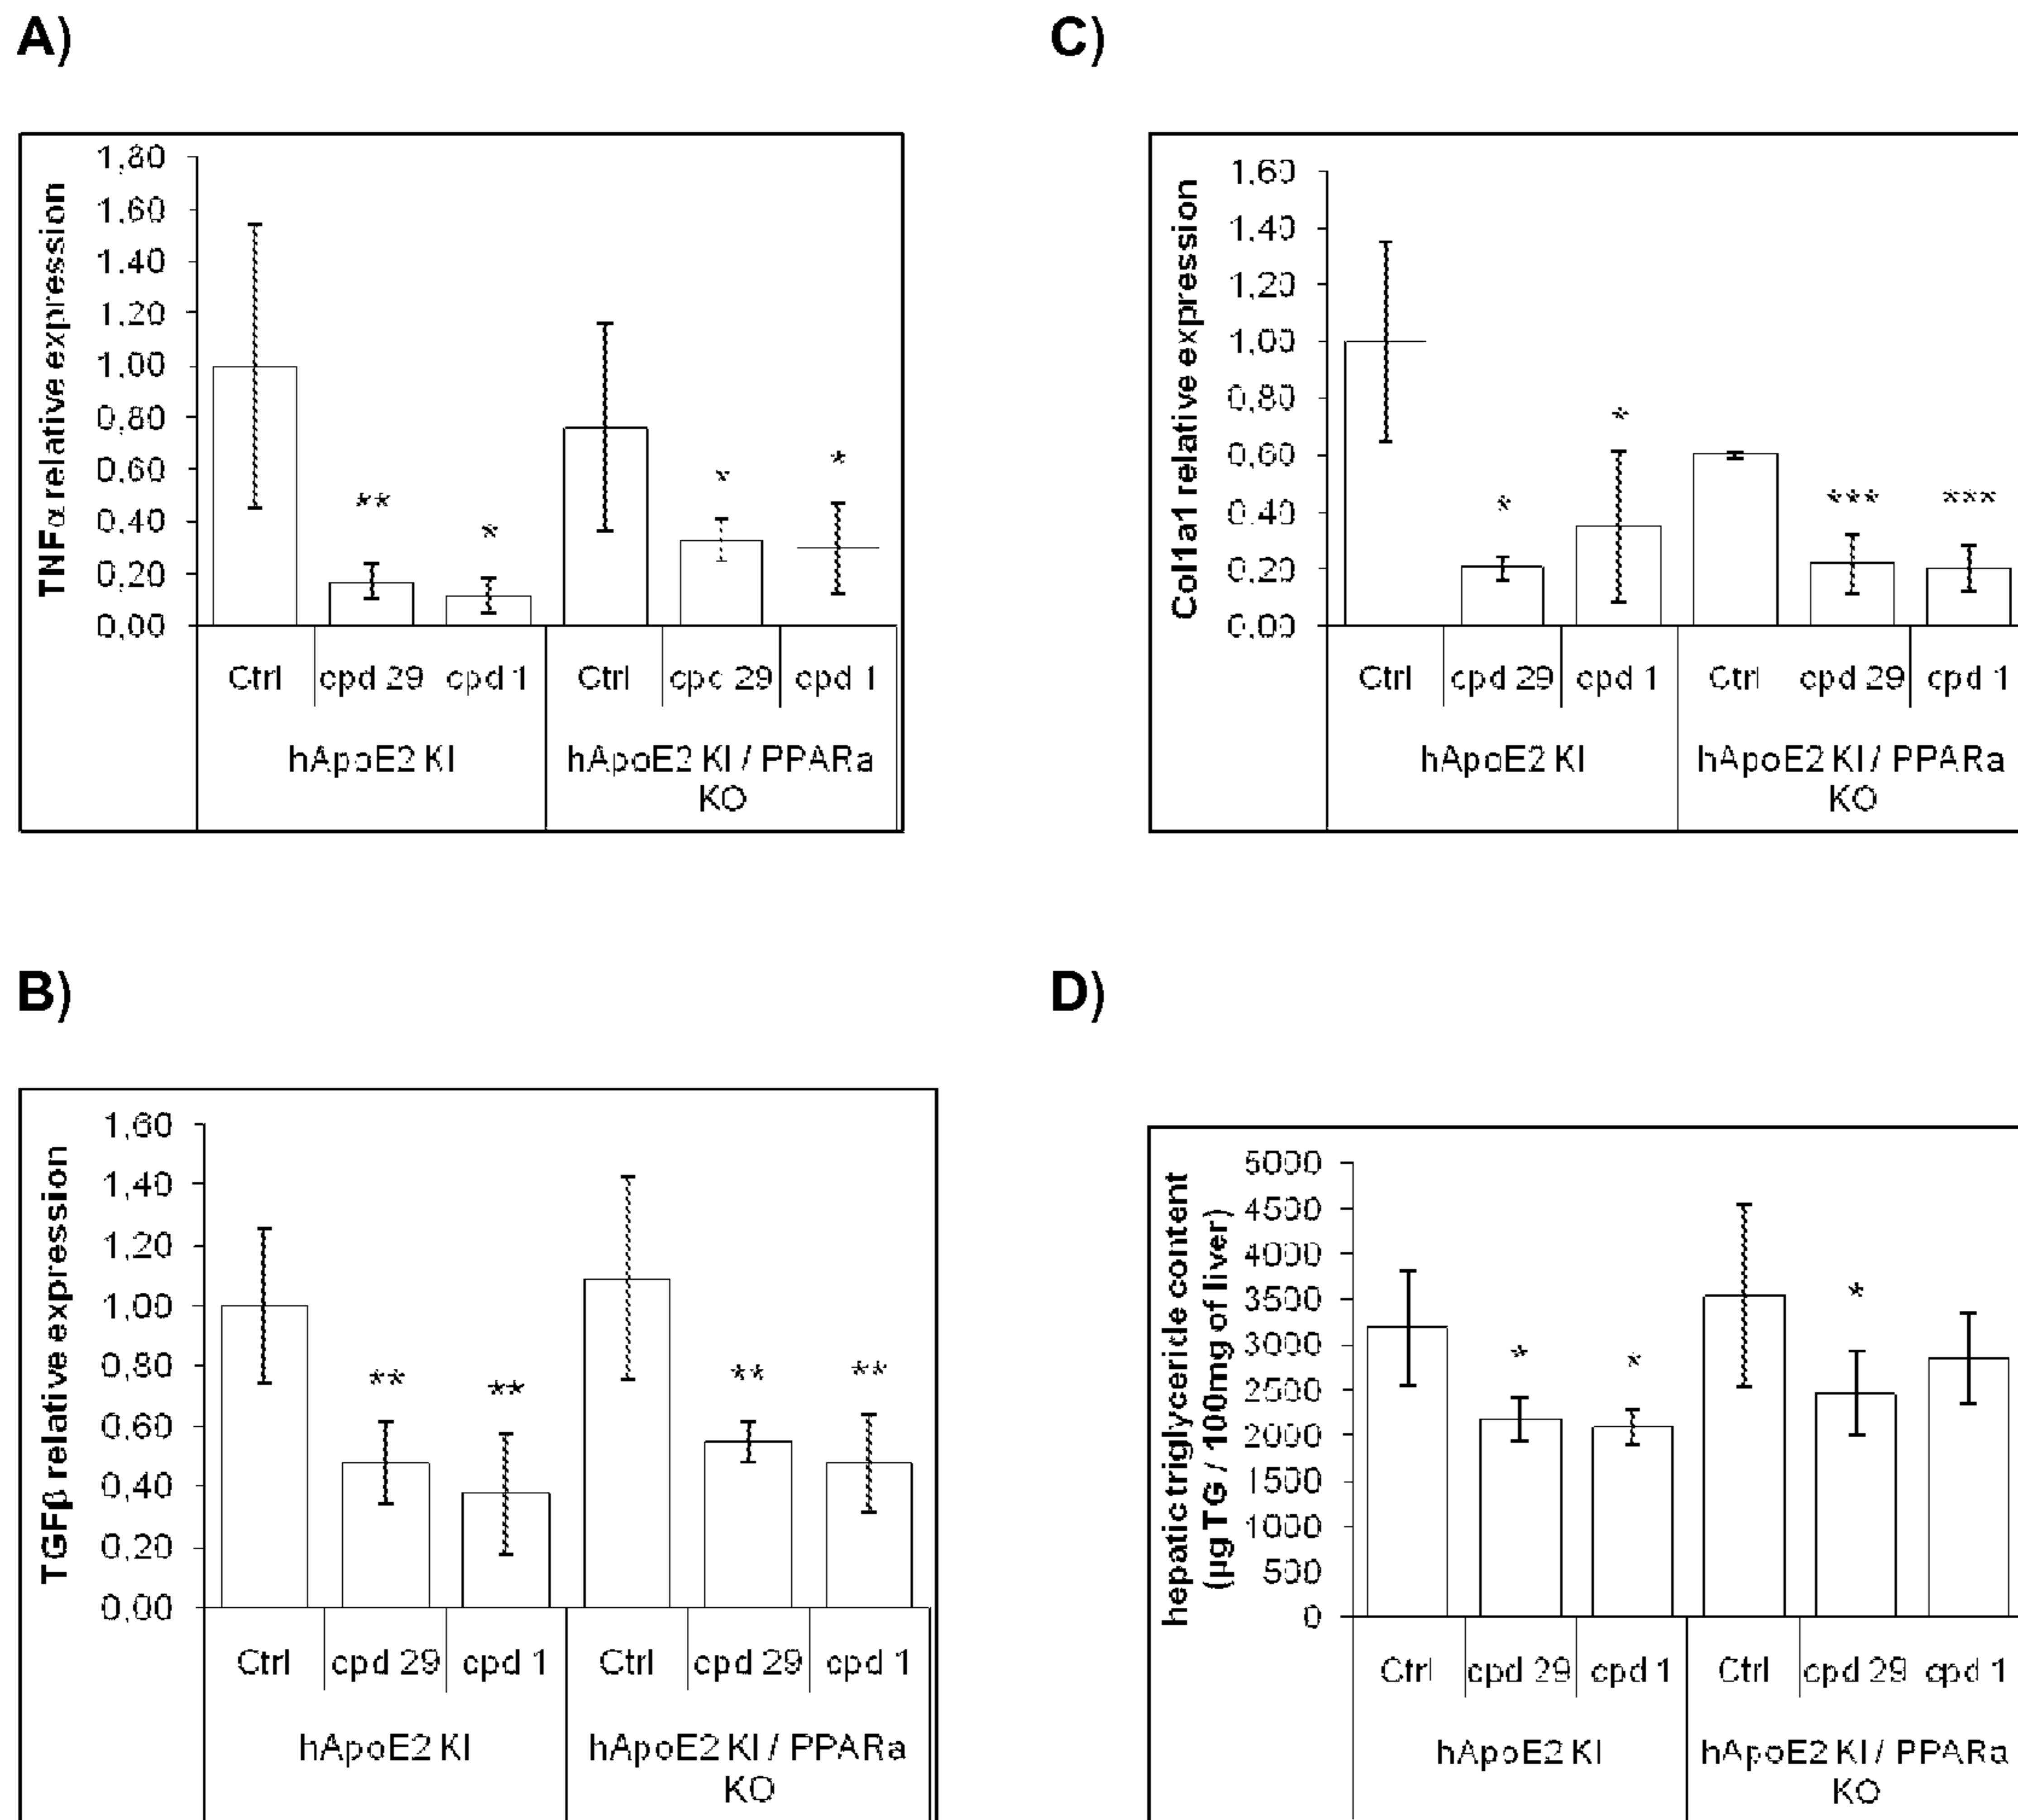 A)
TNFα relative expression
1,80
1,60
1,40
1,20
1,00
0,80
0,60
0,40
0,20
0,00
**
*
*
*
Ctrl cpd 29 cpd 1 Ctrl cpc 29 cpd 1
hApoE2 KI hApoE2 KI / PPARa
KO
C)
Col1a1 relative expression
1,60
1,40
1,20
1,00
0,80
0,60
0,40
0,20
0,00
*
*
***
***
Ctrl cpd 29 cpd 1 Ctrl cpd 29 cpd 1
hApoE2 KI hApoE2 KI / PPARa
KO
B)
TGFβ relative expression
1,60
1,40
1,20
1,00
0,80
0,60
0,40
0,20
0,00
**
**
**
**
Ctrl cpd 29 cpd 1 Ctrl cpd 29 cpd 1
hApoE2 KI hApoE2 KI / PPARa
KO
D)
hepatic triglyceride content
(µg TG / 100mg of liver)
5000
4500
4000
3500
3000
2500
2000
1500
1000
500
0
*
*
*
Ctrl cpd 29 cpd 1 Ctrl cpd 29 cpd 1
hApoE2 KI hApoE2 KI / PPARa
KO